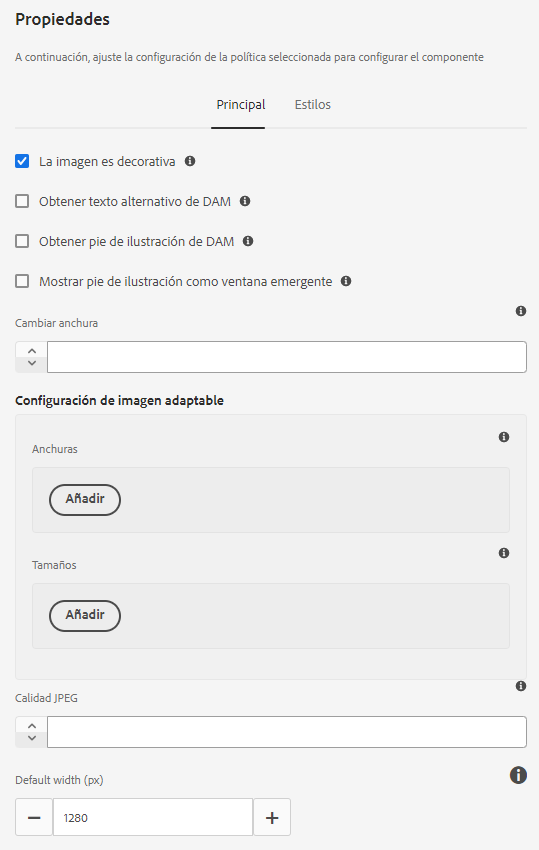 Propiedades
A continuación, ajuste la configuración de la política seleccionada para configurar el componente
Principal Estilos
La imagen es decorativa
Obtener texto alternativo de DAM
Obtener pie de ilustración de DAM
Mostrar pie de ilustración como ventana emergente
Cambiar anchura
Configuración de imagen adaptable
Anchuras
Añadir
Tamaños
Añadir
Calidad JPEG
Default width (px)
1280